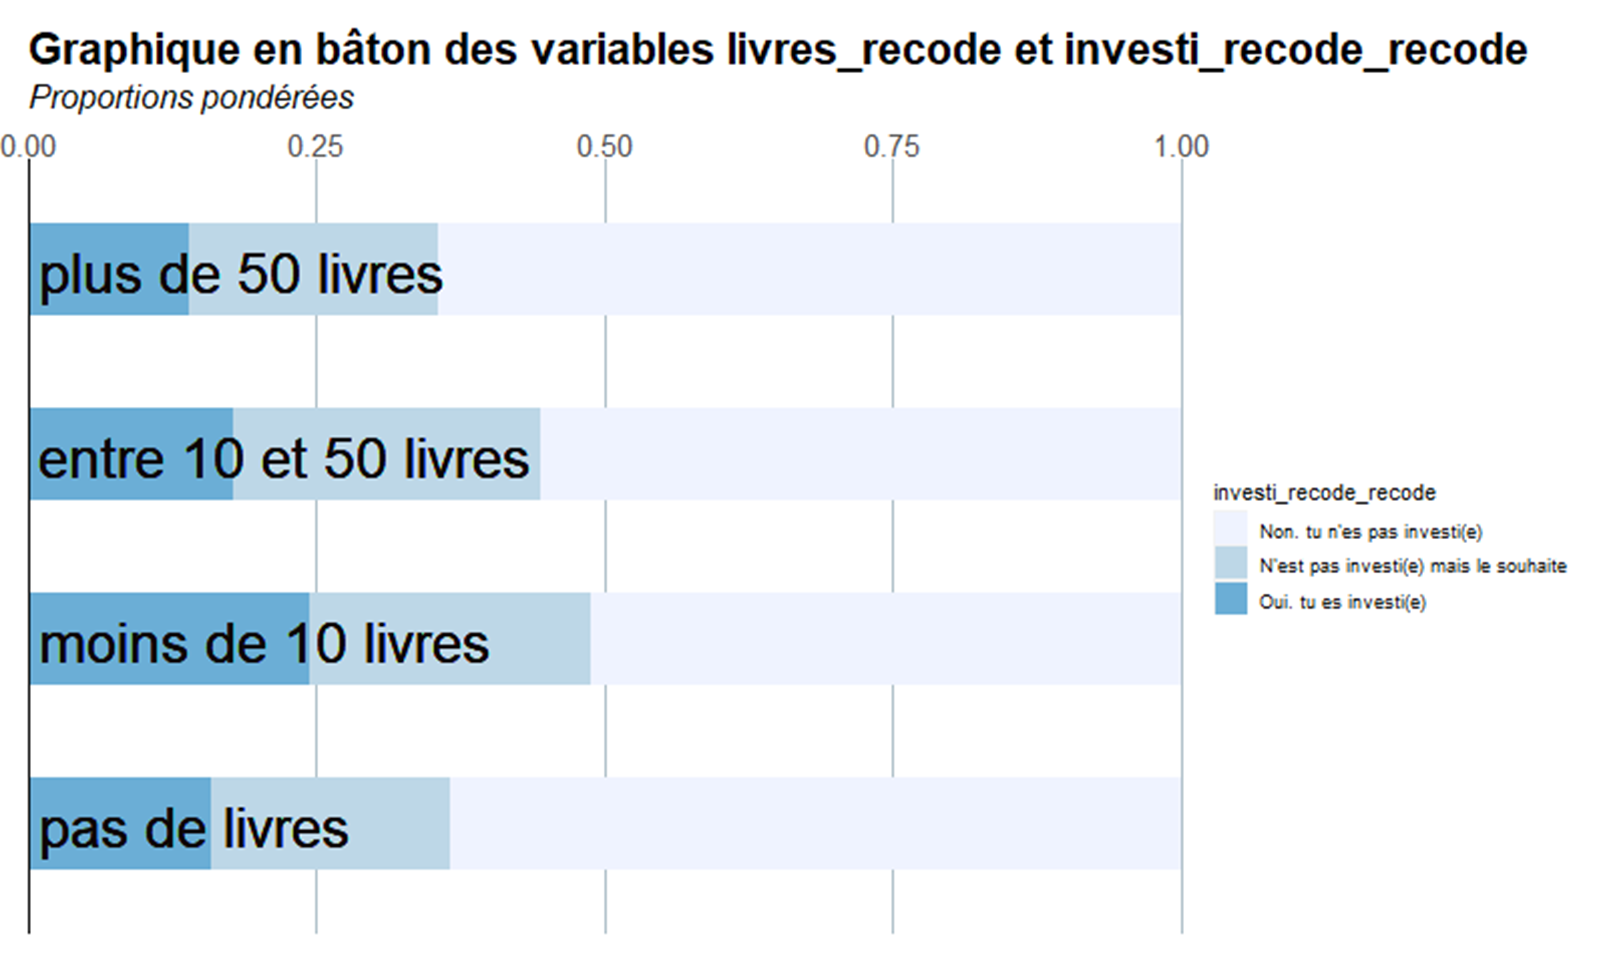 Graphique en bâton des variables livres_recode et investi_recode_recode
Proportions pondérées
0.00 0.25 0.50 0.75 1.00
plus de 50 livres
entre 10 et 50 livres
investi_recode_recode
Non. tu n'es pas investi(e)
N'est pas investi(e) mais le souhaite
Oui. tu es investi(e)
moins de 10 livres
pas de livres